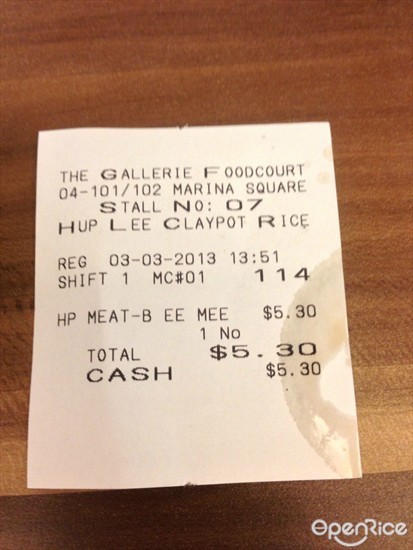 THE GALLERIE FOODCOURT
04-101/102 MARINA SQUARE
STALL NO: 07
HUP LEE CLAYPOT RICE
REG 03-03-2013 13:51
SHIFT 1 MC#01 114
HP MEAT-B EE MEE $5.30
1 No
TOTAL $5.30
CASH $5.30
OpenRice